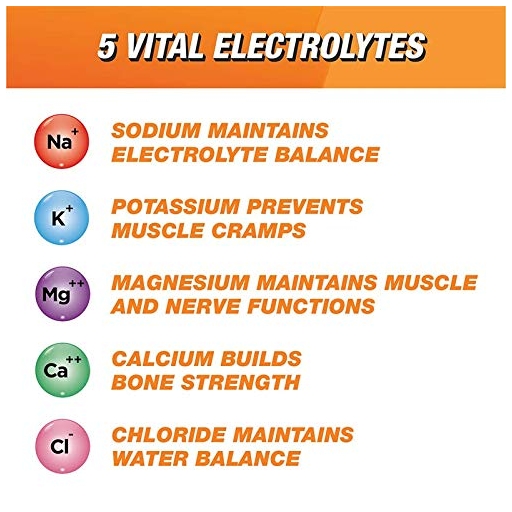 5 VITAL ELECTROLYTES
Na+
SODIUM MAINTAINS
ELECTROLYTE BALANCE
K+
POTASSIUM PREVENTS
MUSCLE CRAMPS
Mg++
MAGNESIUM MAINTAINS MUSCLE
AND NERVE FUNCTIONS
Ca++
CALCIUM BUILDS
BONE STRENGTH
Cl-
CHLORIDE MAINTAINS
WATER BALANCE